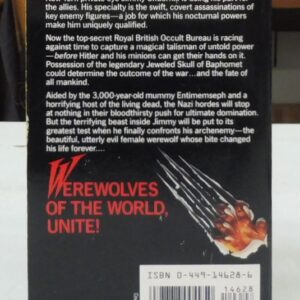 the allies. His specialty is the swift, covert assassinations of
key enemy figures–a job for which his nocturnal powers
make him uniquely qualified.
Now the top-secret Royal British Occult Bureau is racing
against time to capture a magical talisman of untold power
–before Hitler and his minions can get their hands on it.
Possession of the legendary Jeweled Skull of Baphomet
could determine the outcome of the war...and the fate of
all mankind.
Aided by the 3,000-year-old mummy Entimemseph and a
horrifying host of the living dead, the Nazi hordes will stop
at nothing in their bloodthirsty push for ultimate domination.
But the terrifying beast inside Jimmy will be put to its
greatest test when he finally confronts his archenemy–the
beautiful, utterly evil female werewolf whose bite changed
his life forever....
WEREWOLVES
OF THE WORLD,
UNITE!
ISBN 0-449-14628-6
14628